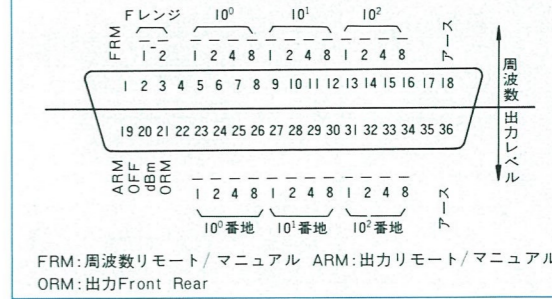 Fレンジ 10⁰ 10¹ 10²
FRM 1 2 1 2 4 8 1 2 4 8 1 2 4 8 アース
1 2 3 4 5 6 7 8 9 10 11 12 13 14 15 16 17 18
周波数
19 20 21 22 23 24 25 26 27 28 29 30 31 32 33 34 35 36
出力レベル
ARM OFF dBm ORM 1 2 4 8 1 2 4 8 1 2 4 8 アース
10⁰番地 10¹番地 10²番地
FRM:周波数リモート/マニュアル ARM:出力リモート/マニュアル
ORM:出力Front Rear